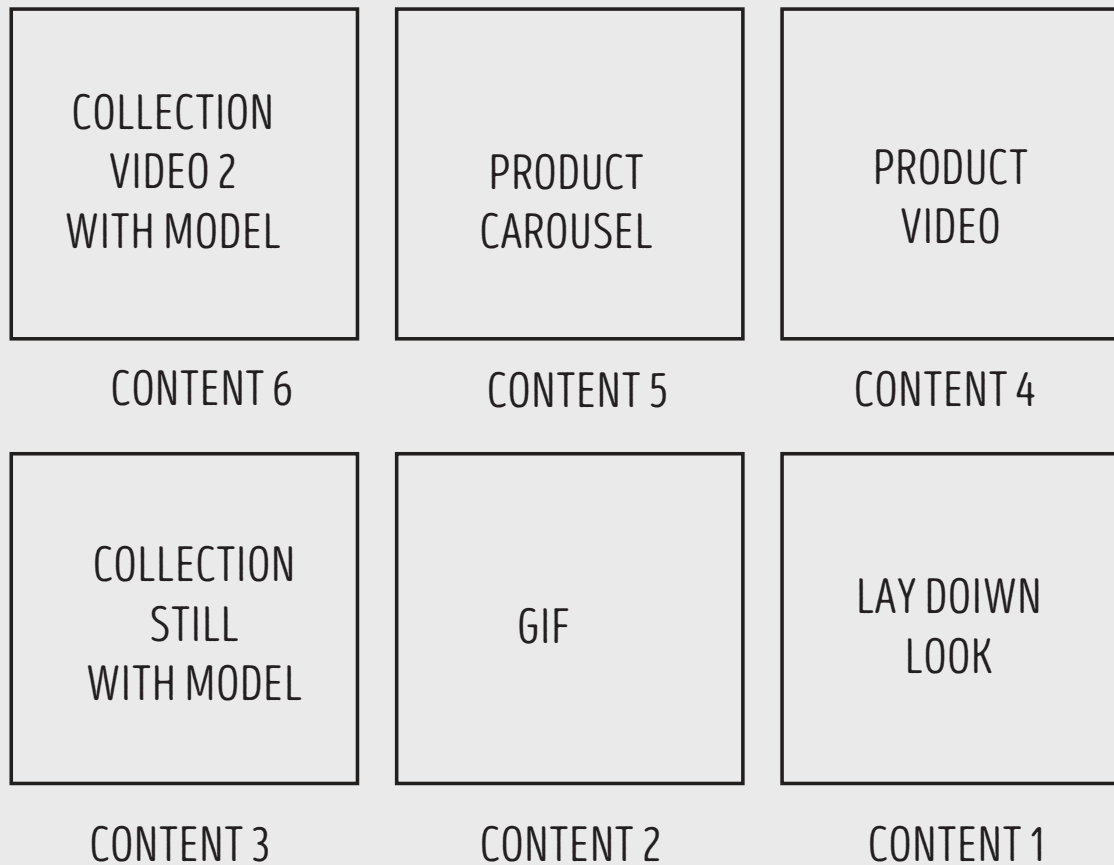 COLLECTION
VIDEO 2
WITH MODEL
PRODUCT
CAROUSEL
PRODUCT
VIDEO
CONTENT 6
CONTENT 5
CONTENT 4
COLLECTION
STILL
WITH MODEL
GIF
LAY DOIWN
LOOK
CONTENT 3
CONTENT 2
CONTENT 1